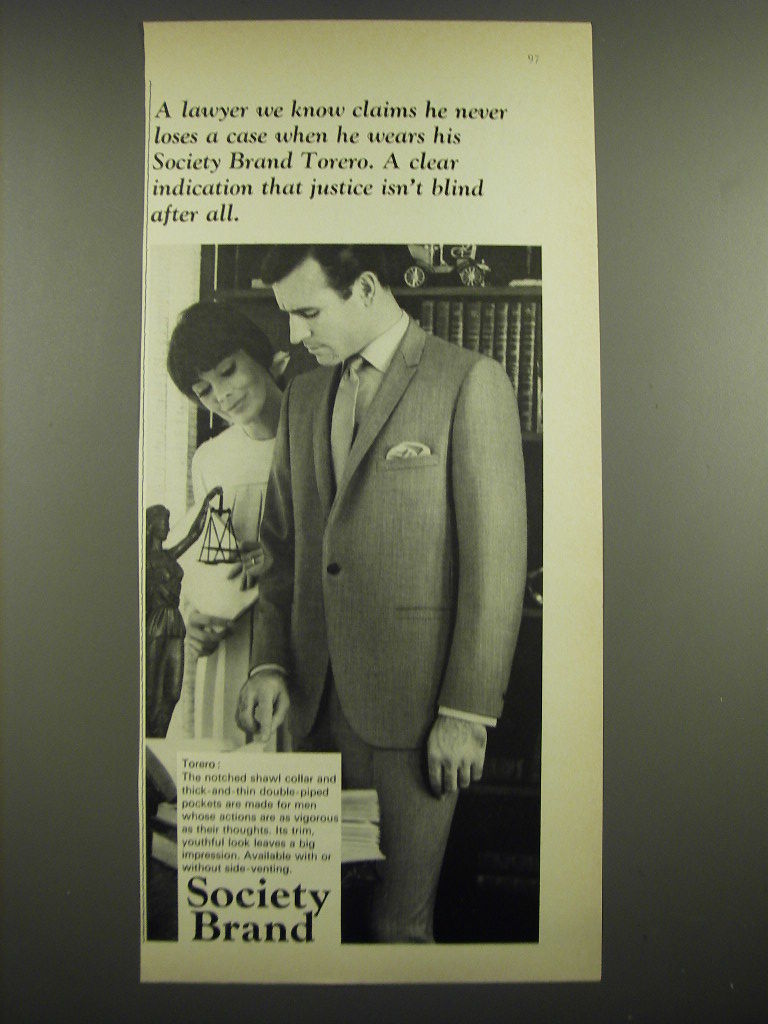 97
A lawyer we know claims he never
loses a case when he wears his
Society Brand Torero. A clear
indication that justice isn't blind
after all.
Torero:
The notched shawl collar and
thick-and-thin double-piped
pockets are made for men
whose actions are as vigorous
as their thoughts. Its trim,
youthful look leaves a big
impression. Available with or
without side-venting.
Society
Brand